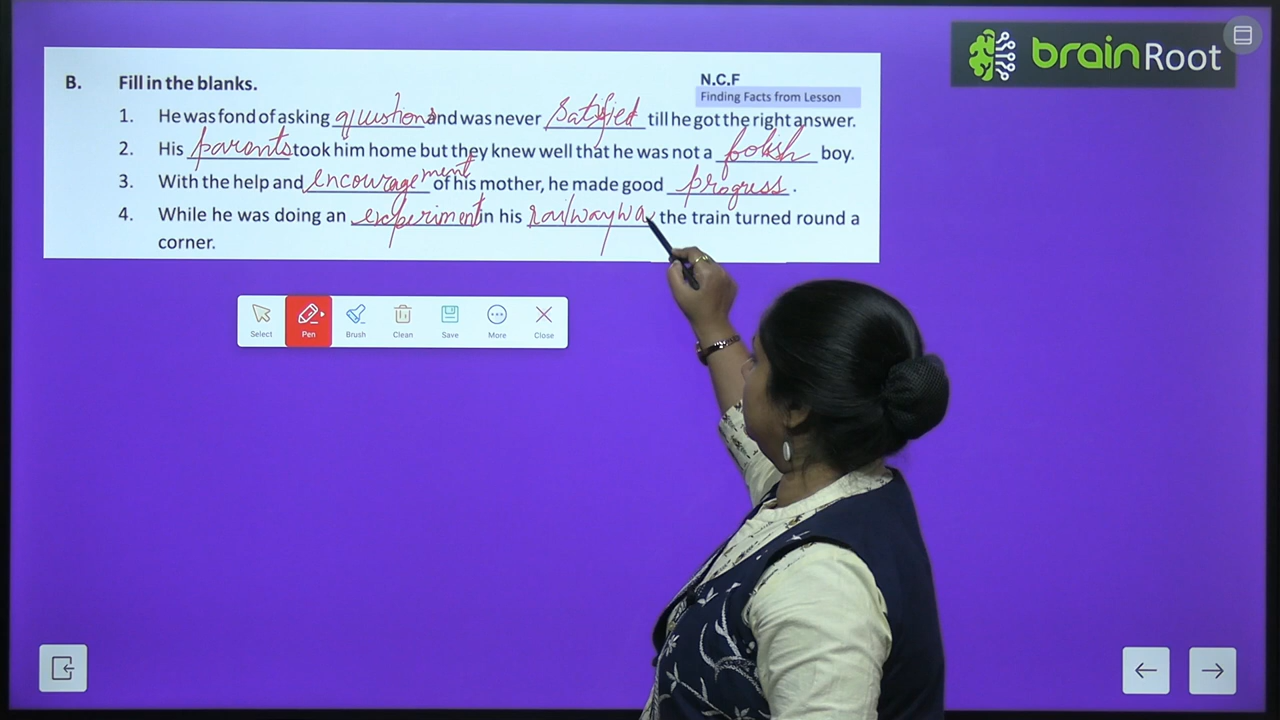 brainRoot
B. Fill in the blanks.
N.C.F
Finding Facts from Lesson
1. He was fond of asking questions and was never satisfied till he got the right answer.
2. His parents took him home but they knew well that he was not a folish boy.
3. With the help and encouragement of his mother, he made good progress.
4. While he was doing an experiment in his railway wa the train turned round a
corner.
Select Pen Brush Clean Save More Close